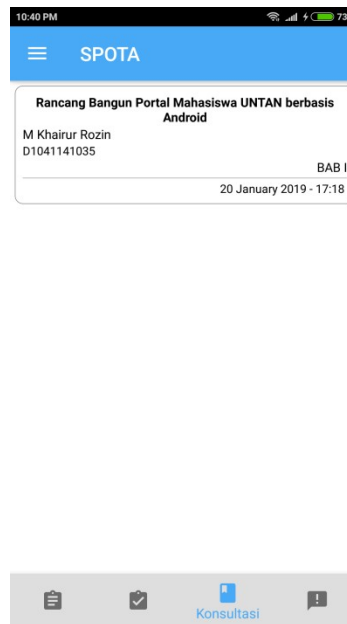 10:40 PM
73
SPOTA
Rancang Bangun Portal Mahasiswa UNTAN berbasis
Android
M Khairur Rozin
D1041141035
BAB I
20 January 2019 - 17:18
Konsultasi